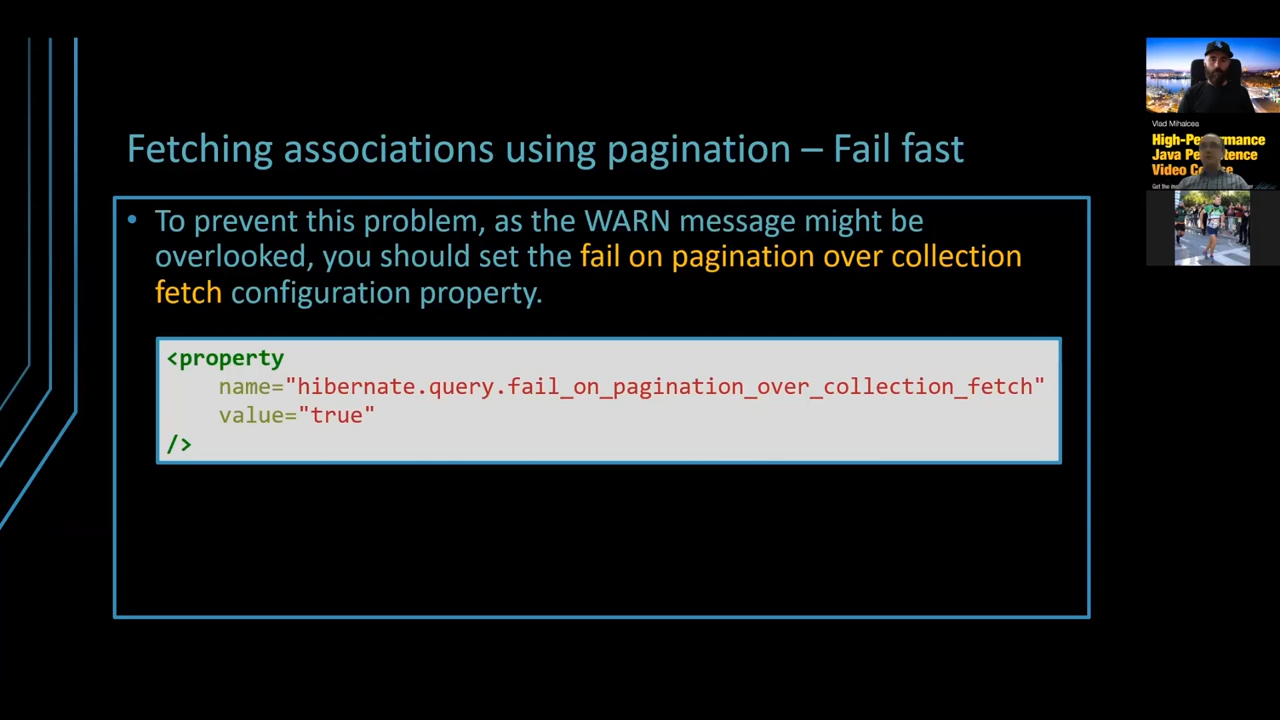 Fetching associations using pagination – Fail fast
• To prevent this problem, as the WARN message might be
overlooked, you should set the fail on pagination over collection
fetch configuration property.
<property
name="hibernate.query.fail_on_pagination_over_collection_fetch"
value="true"
/>
Vlad Mihalcea
High-Performance
Java Persistence
Video Course
Get the